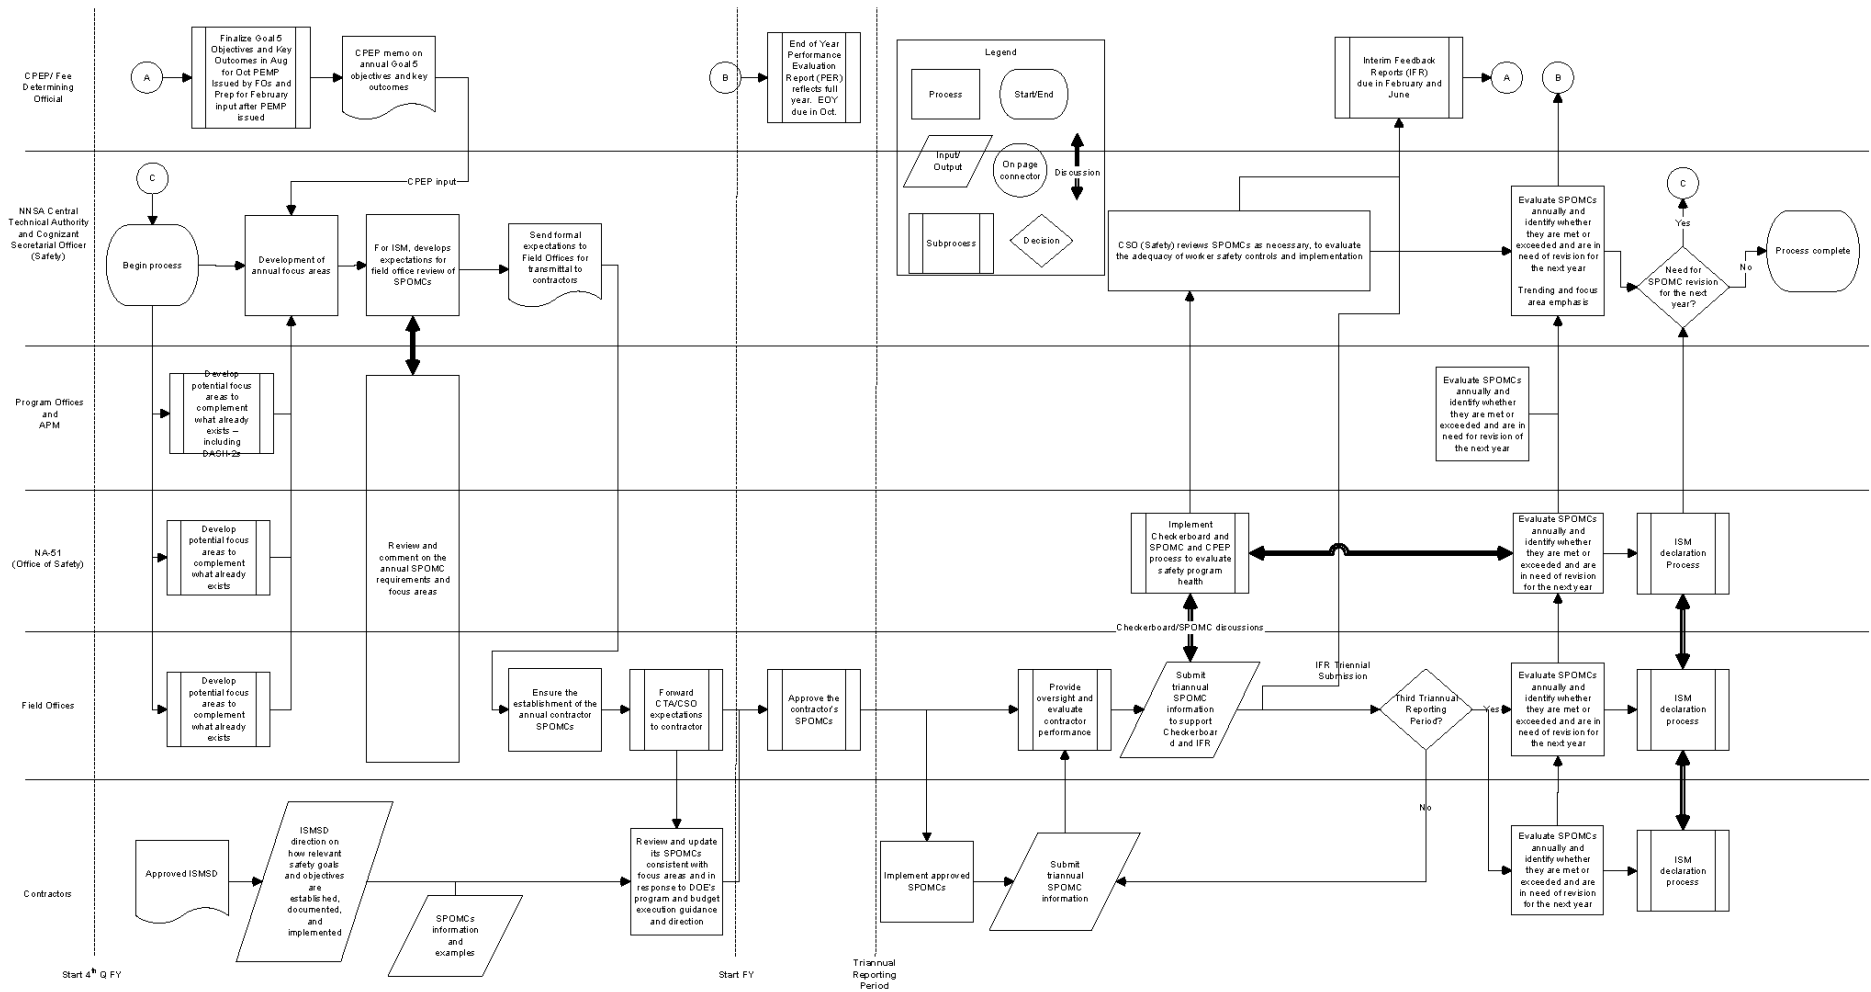 CPEP/ Fee
Determining
Official
A
Finalize Goal 5
Objectives and Key
Outcomes in Aug
for Oct PEMP
Issued by FOs and
Prep for February
input after PEMP
issued
CPEP memo on
annual Goal 5
objectives and key
outcomes
B
End of Year
Performance
Evaluation
Report (PER)
reflects full
year. EOY
due in Oct.
Legend
Process
Start/End
Input/
Output
On page
connector
Discussion
Subprocess
Decision
Interim Feedback
Reports (IFR)
due in February and
June
A
B
NNSA Central
Technical Authority
and Cognizant
Secretarial Officer
(Safety)
C
Begin process
CPEP input
Development of
annual focus areas
For ISM, develops
expectations for
field office review of
SPOMCs
Send formal
expectations to
Field Offices for
transmittal to
contractors
CSO (Safety) reviews SPOMCs as necessary, to evaluate
the adequacy of worker safety controls and implementation
Evaluate SPOMCs
annually and
identify whether
they are met or
exceeded and are in
need of revision for
the next year
Trending and focus
area emphasis
C
Yes
Need for
SPOMC revision
for the next
year?
No
Process complete
Program Offices
and
APM
Develop
potential focus
areas to
complement
what already
exists –
including
DASH-2s
Evaluate SPOMCs
annually and
identify whether
they are met or
exceeded and are in
need for revision of
the next year
NA-51
(Office of Safety)
Develop
potential focus
areas to
complement
what already
exists
Review and
comment on the
annual SPOMC
requirements and
focus areas
Implement
Checkerboard and
SPOMC and CPEP
process to evaluate
safety program
health
Evaluate SPOMCs
annually and
identify whether
they are met or
exceeded and are
in need of revision
for the next year
ISM
declaration
Process
Checkerboard/SPOMC discussions
Field Offices
Develop
potential focus
areas to
complement
what already
exists
Ensure the
establishment of the
annual contractor
SPOMCs
Forward
CTA/CSO
expectations
to contractor
Approve the
contractor's
SPOMCs
Provide
oversight and
evaluate
contractor
performance
Submit
triannual
SPOMC
information
to support
Checkerboar
d and IFR
IFR Triennial
Submission
Third Triannual
Reporting
Period?
Yes
No
Evaluate SPOMCs
annually and
identify whether
they are met or
exceeded and are in
need of revision for
the next year
ISM
declaration
process
Contractors
Approved ISMSD
ISMSD
direction on
how relevant
safety goals
and objectives
are
established,
documented,
and
implemented
SPOMCs
information
and
examples
Review and update
its SPOMCs
consistent with
focus areas and in
response to DOE's
program and budget
execution guidance
and direction
Implement approved
SPOMCs
Submit
triannual
SPOMC
information
Evaluate SPOMCs
annually and
identify whether
they are met or
exceeded and are
in need of revision
for the next year
ISM
declaration
process
Start 4th Q FY
Start FY
Triannual
Reporting
Period